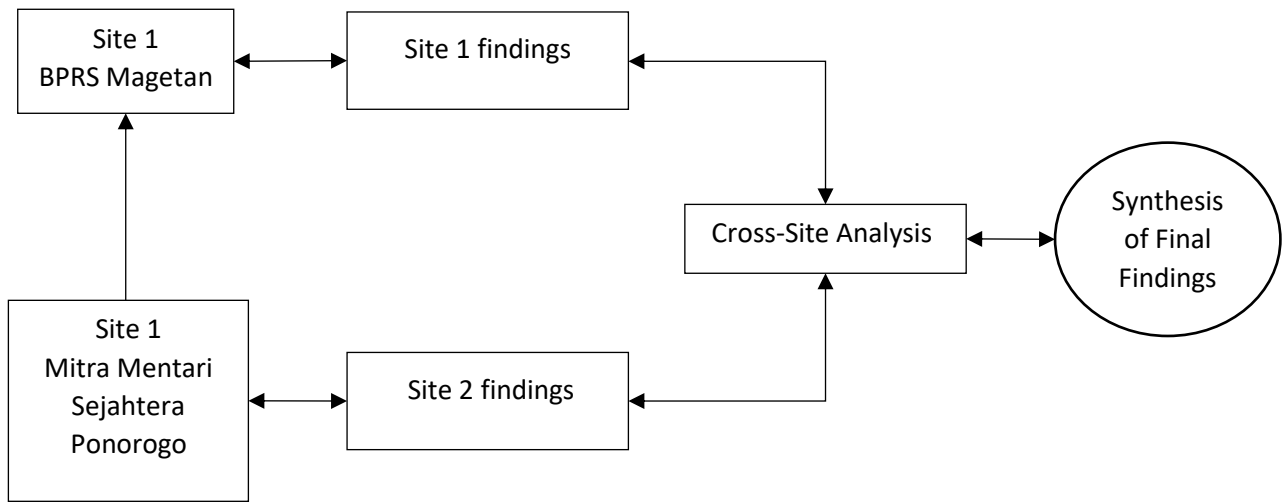 Site 1
BPRS Magetan
Site 1 findings
Cross-Site Analysis
Synthesis
of Final
Findings
Site 1
Mitra Mentari
Sejahtera
Ponorogo
Site 2 findings